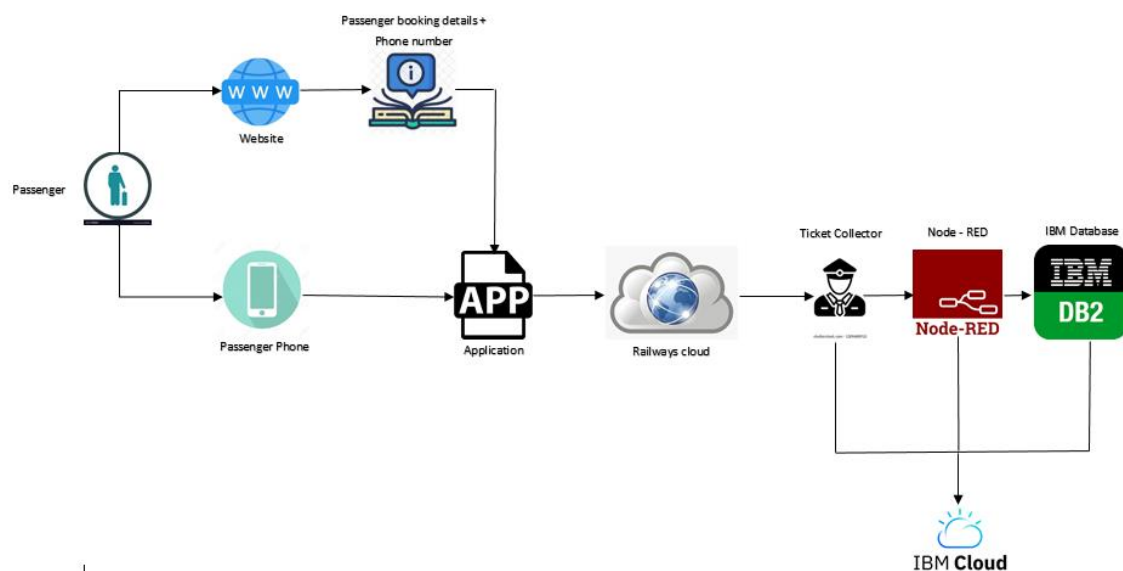 Passenger booking details +
Phone number
WWW
Website
Passenger
Ticket Collector
Node - RED
IBM Database
IBM
DB2
APP
Node-RED
Passenger Phone
Application
Railways cloud
IBM Cloud